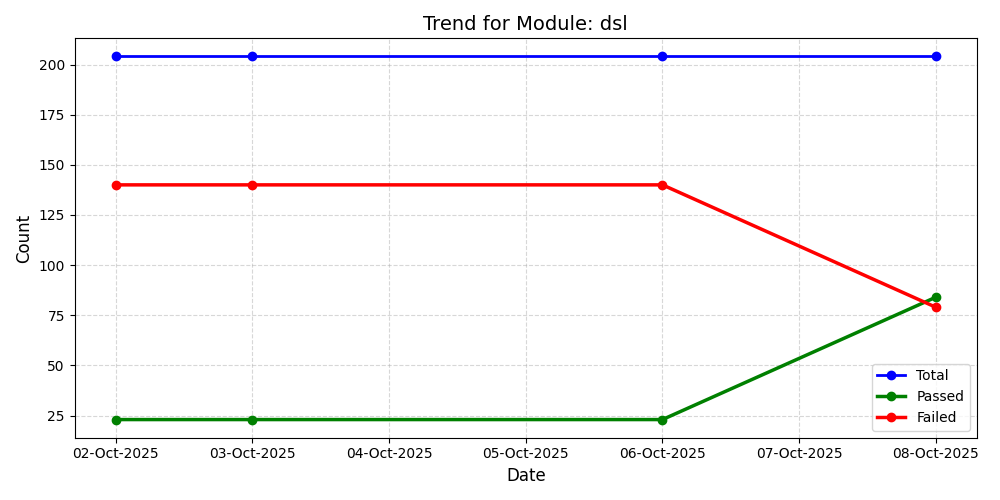 Trend for Module: dsl
Count
200
175
150
125
100
75
50
25
Total
Passed
Failed
02-Oct-2025
03-Oct-2025
04-Oct-2025
05-Oct-2025
06-Oct-2025
07-Oct-2025
08-Oct-2025
Date